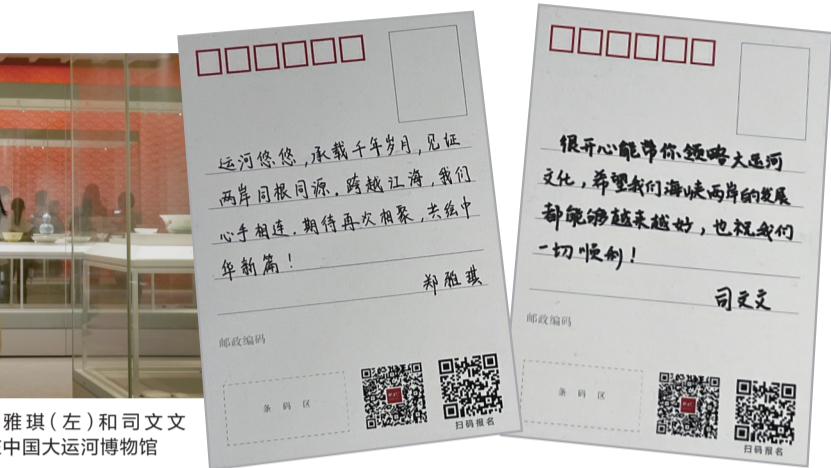 运河悠悠，承载千年岁月，见证
两岸同根同源。跨越江海，我们
心手相连。期待再次相聚，共绘中
华新篇！
郑雅琪
邮政编码
条 码 区
扫码报名
很开心能带你领略大运河
文化，希望我们海峡两岸的发展
都能够越来越好，也祝我们
一切顺利！
司文文
邮政编码
条 码 区
扫码报名
雅琪（左）和司文文
中国大运河博物馆